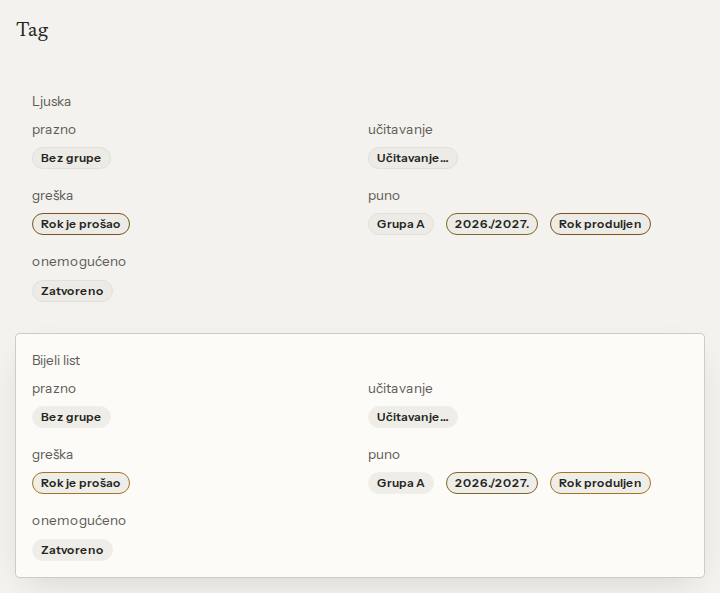 Tag
Ljuska
prazno
učitavanje
Bez grupe
Učitavanje…
greška
puno
Rok je prošao
Grupa A
2026./2027.
Rok produljen
onemogućeno
Zatvoreno
Bijeli list
prazno
učitavanje
Bez grupe
Učitavanje…
greška
puno
Rok je prošao
Grupa A
2026./2027.
Rok produljen
onemogućeno
Zatvoreno